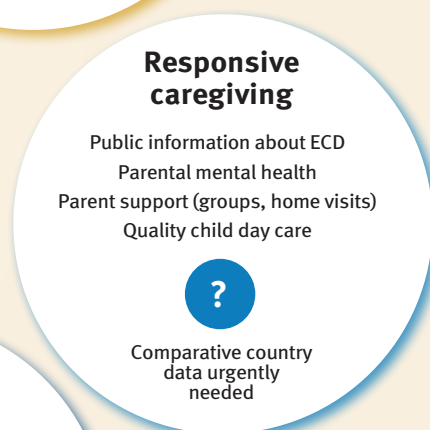 Responsive
caregiving
Public information about ECD
Parental mental health
Parent support (groups, home visits)
Quality child day care
?
Comparative country
data urgently
needed